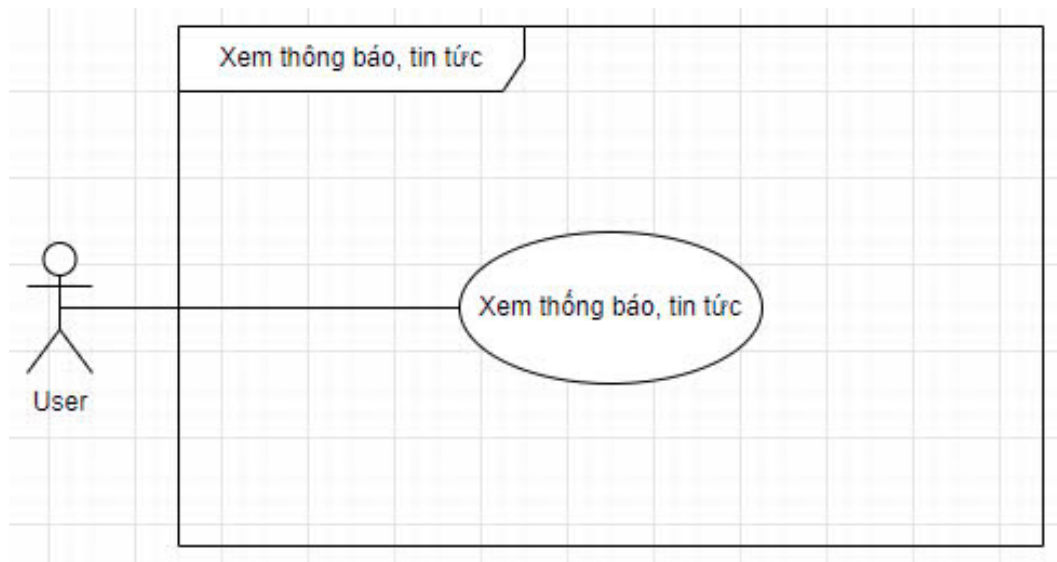 Xem thông báo, tin tức
Xem thống báo, tin tức
User